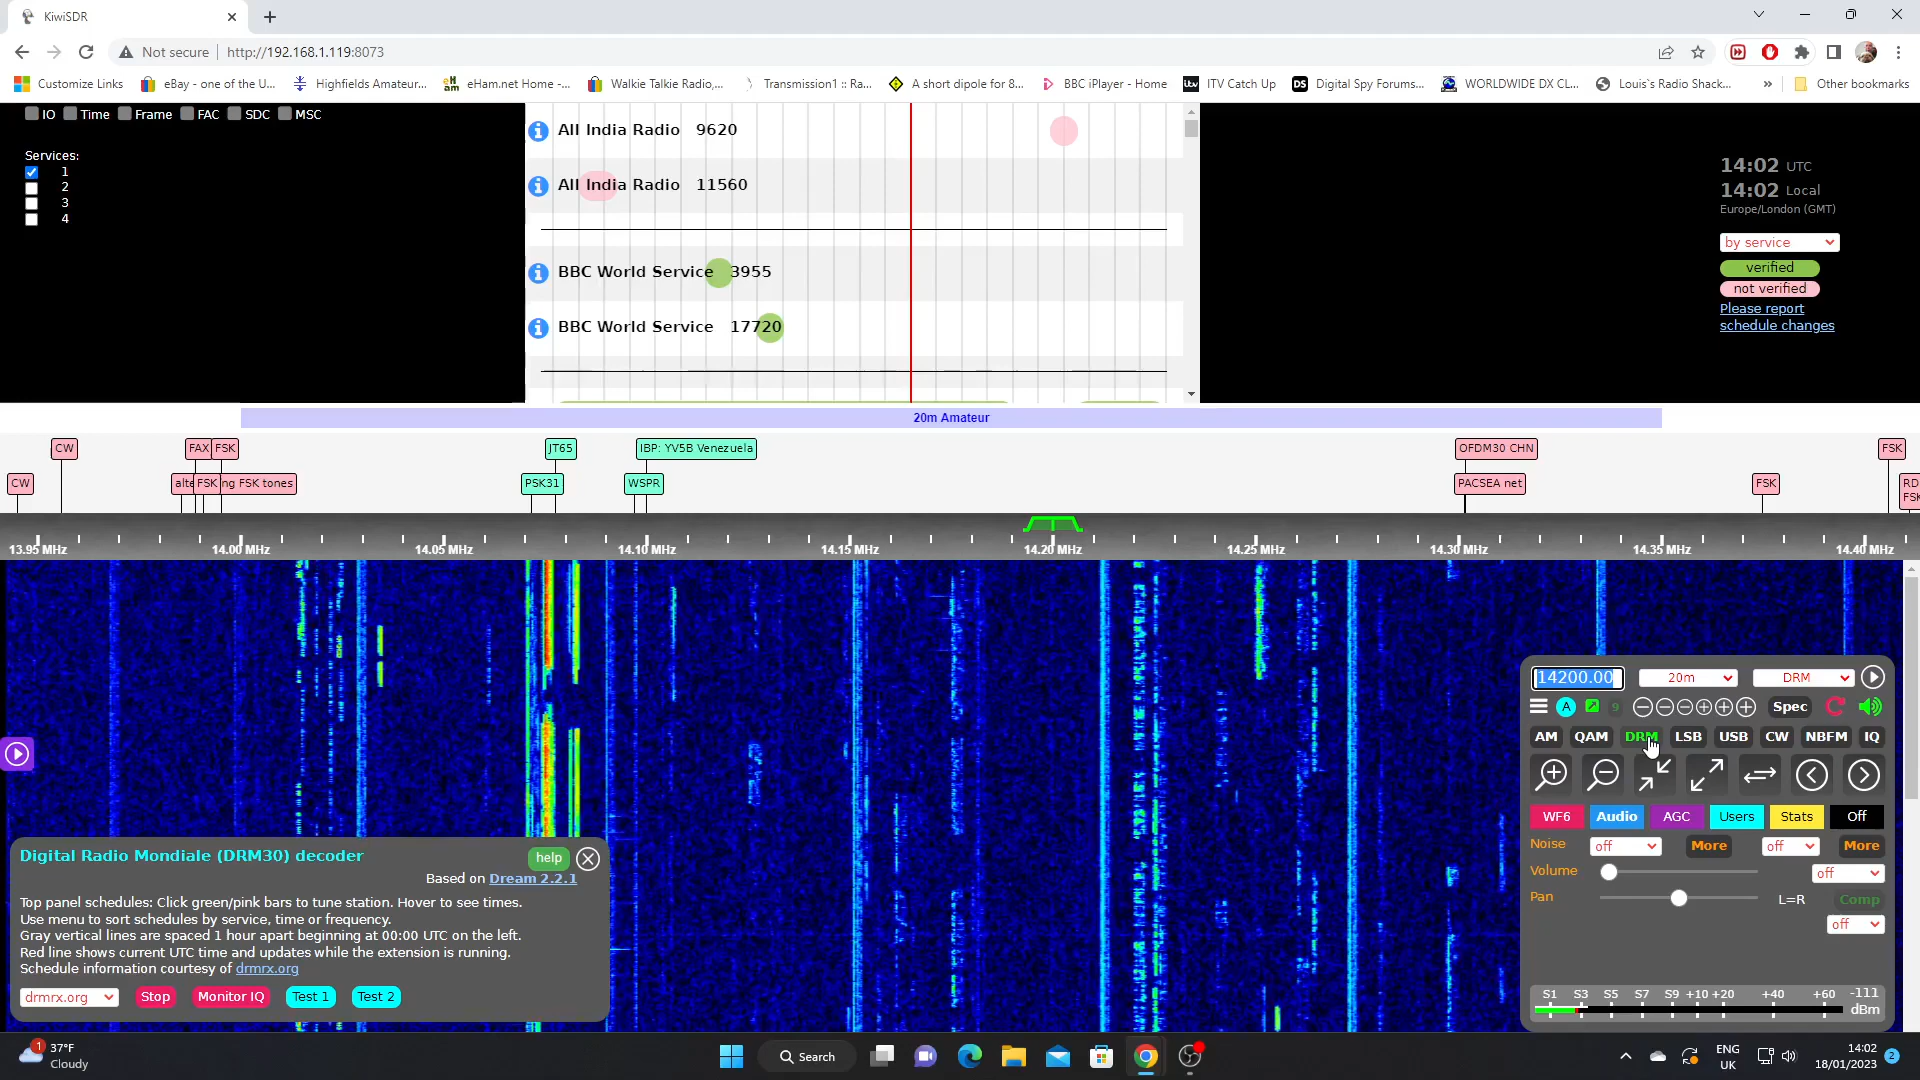 KiwiSDR
Not secure
http://192.168.1.119:8073
Customize Links
eBay - one of the U...
Highfields Amateur...
eHam.net Home -...
Walkie Talkie Radio,...
Transmission1 :: Ra...
A short dipole for 8...
BBC iPlayer - Home
ITV Catch Up
Digital Spy Forums...
WORLDWIDE DX CL...
Louis`s Radio Shack...
»
Other bookmarks
IO Time Frame FAC SDC MSC
Services:
1
2
3
4
All India Radio 9620
All India Radio 11560
BBC World Service 3955
BBC World Service 17720
14:02 UTC
14:02 Local
Europe/London (GMT)
by service
verified
not verified
Please report
schedule changes
20m Amateur
CW
FAX
FSK
JT65
IBP: YV5B Venezuela
OFDM30 CHN
FSK
CW
alte
FSK
ng FSK tones
PSK31
WSPR
PACSEA net
FSK
RD
FSK
13.95 MHz
14.00 MHz
14.05 MHz
14.10 MHz
14.15 MHz
14.20 MHz
14.25 MHz
14.30 MHz
14.35 MHz
14.40 MHz
14200.00
20m
DRM
A
9
Spec
AM QAM DRM LSB USB CW NBFM IQ
WF6 Audio AGC Users Stats Off
Noise off More off More
Volume off
Pan L=R Comp
off
S1 S3 S5 S7 S9 +10 +20 +40 +60 -111
dBm
Digital Radio Mondiale (DRM30) decoder
help
Based on Dream 2.2.1
Top panel schedules: Click green/pink bars to tune station. Hover to see times.
Use menu to sort schedules by service, time or frequency.
Gray vertical lines are spaced 1 hour apart beginning at 00:00 UTC on the left.
Red line shows current UTC time and updates while the extension is running.
Schedule information courtesy of drmrx.org
drmrx.org Stop Monitor IQ Test 1 Test 2
1
37°F
Cloudy
Search
ENG
UK
14:02
18/01/2023
2